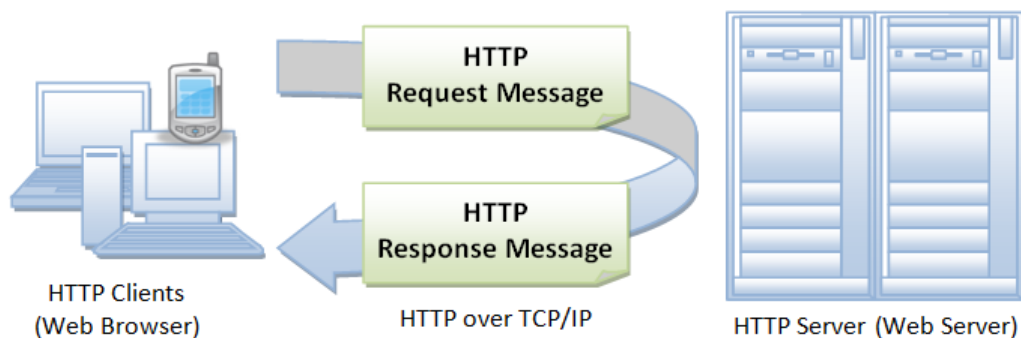 HTTP
Request Message
HTTP
Response Message
HTTP Clients
(Web Browser)
HTTP over TCP/IP
HTTP Server (Web Server)